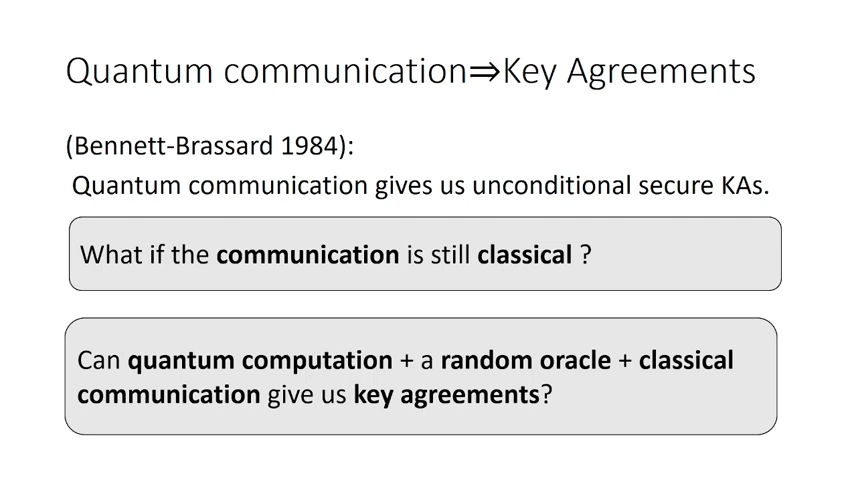 Quantum communication⇒Key Agreements
(Bennett-Brassard 1984):
Quantum communication gives us unconditional secure KAs.
What if the communication is still classical ?
Can quantum computation + a random oracle + classical
communication give us key agreements?